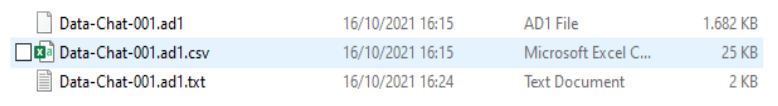 Data-Chat-001.ad1 16/10/2021 16:15 AD1 File 1.682 KB
Data-Chat-001.ad1.csv 16/10/2021 16:15 Microsoft Excel C... 25 KB
Data-Chat-001.ad1.txt 16/10/2021 16:24 Text Document 2 KB